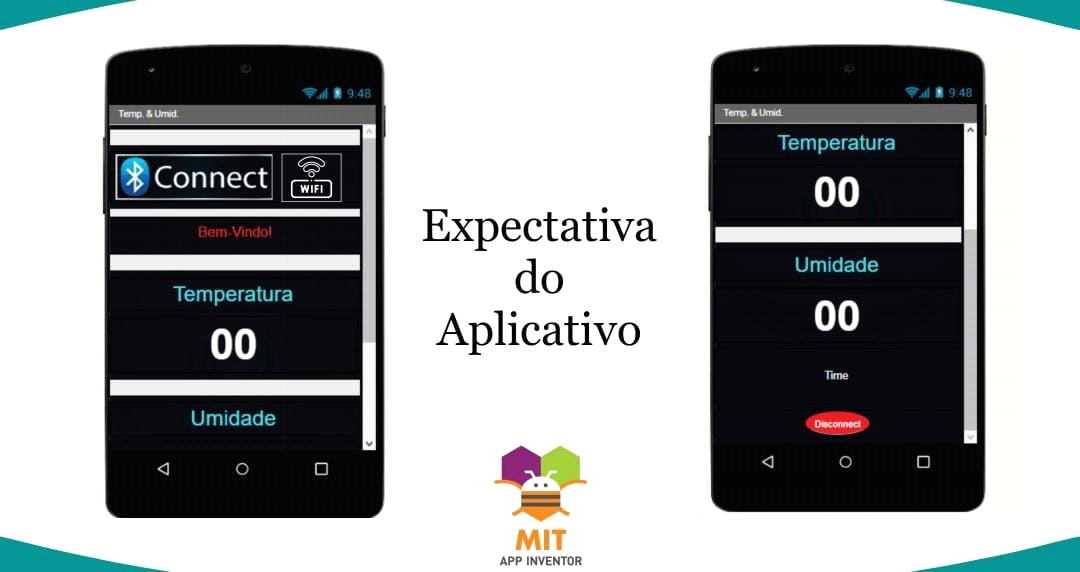 9:48
Temp. & Umid.
Connect
WIFI
Bem-Vindo!
Temperatura
00
Umidade
Expectativa
do
Aplicativo
MIT
APP INVENTOR
9:48
Temp. & Umid.
Temperatura
00
Umidade
00
Time
Disconnect